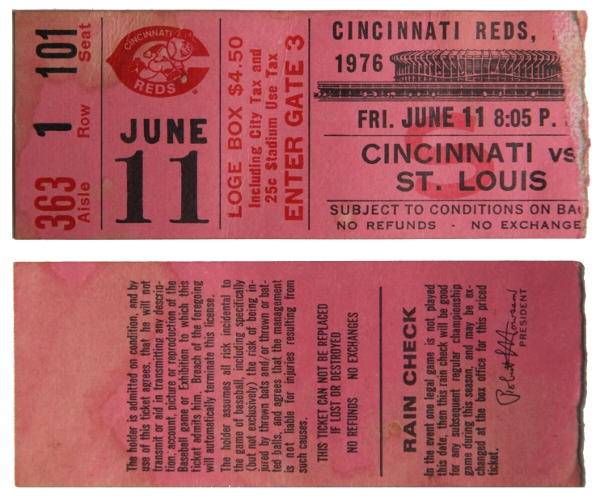 101 Seat
1 Row
363 Aisle
CINCINNATI
REDS
JUNE
11
LOGE BOX $4.50
Including City Tax and
25c Stadium Use Tax
ENTER GATE 3
CINCINNATI REDS,
1976
FRI. JUNE 11 8:05 P.
CINCINNATI vs
ST. LOUIS
SUBJECT TO CONDITIONS ON BAC
NO REFUNDS - NO EXCHANGE
The holder is admitted on condition, and by
use of this ticket agrees, that he will not
transmit or aid in transmitting any descrip-
tion, account, picture or reproduction of the
Baseball game or Exhibition to which this
ticket admits him. Breach of the foregoing
will automatically terminate this license.
The holder assumes all risk incidental to
the game of baseball, including specifically
(but not exclusively) the risk of being in-
jured by thrown bats and/or thrown or bat-
ted balls, and agrees that the management
is not liable for injuries resulting from
such causes.
THIS TICKET CAN NOT BE REPLACED
IF LOST OR DESTROYED
NO REFUNDS NO EXCHANGES
RAIN CHECK
In the event one legal game is not played
this date, then this rain check will be good
for any subsequent regular championship
game during this season, and may be ex-
changed at the box office for this priced
ticket.
PRESIDENT